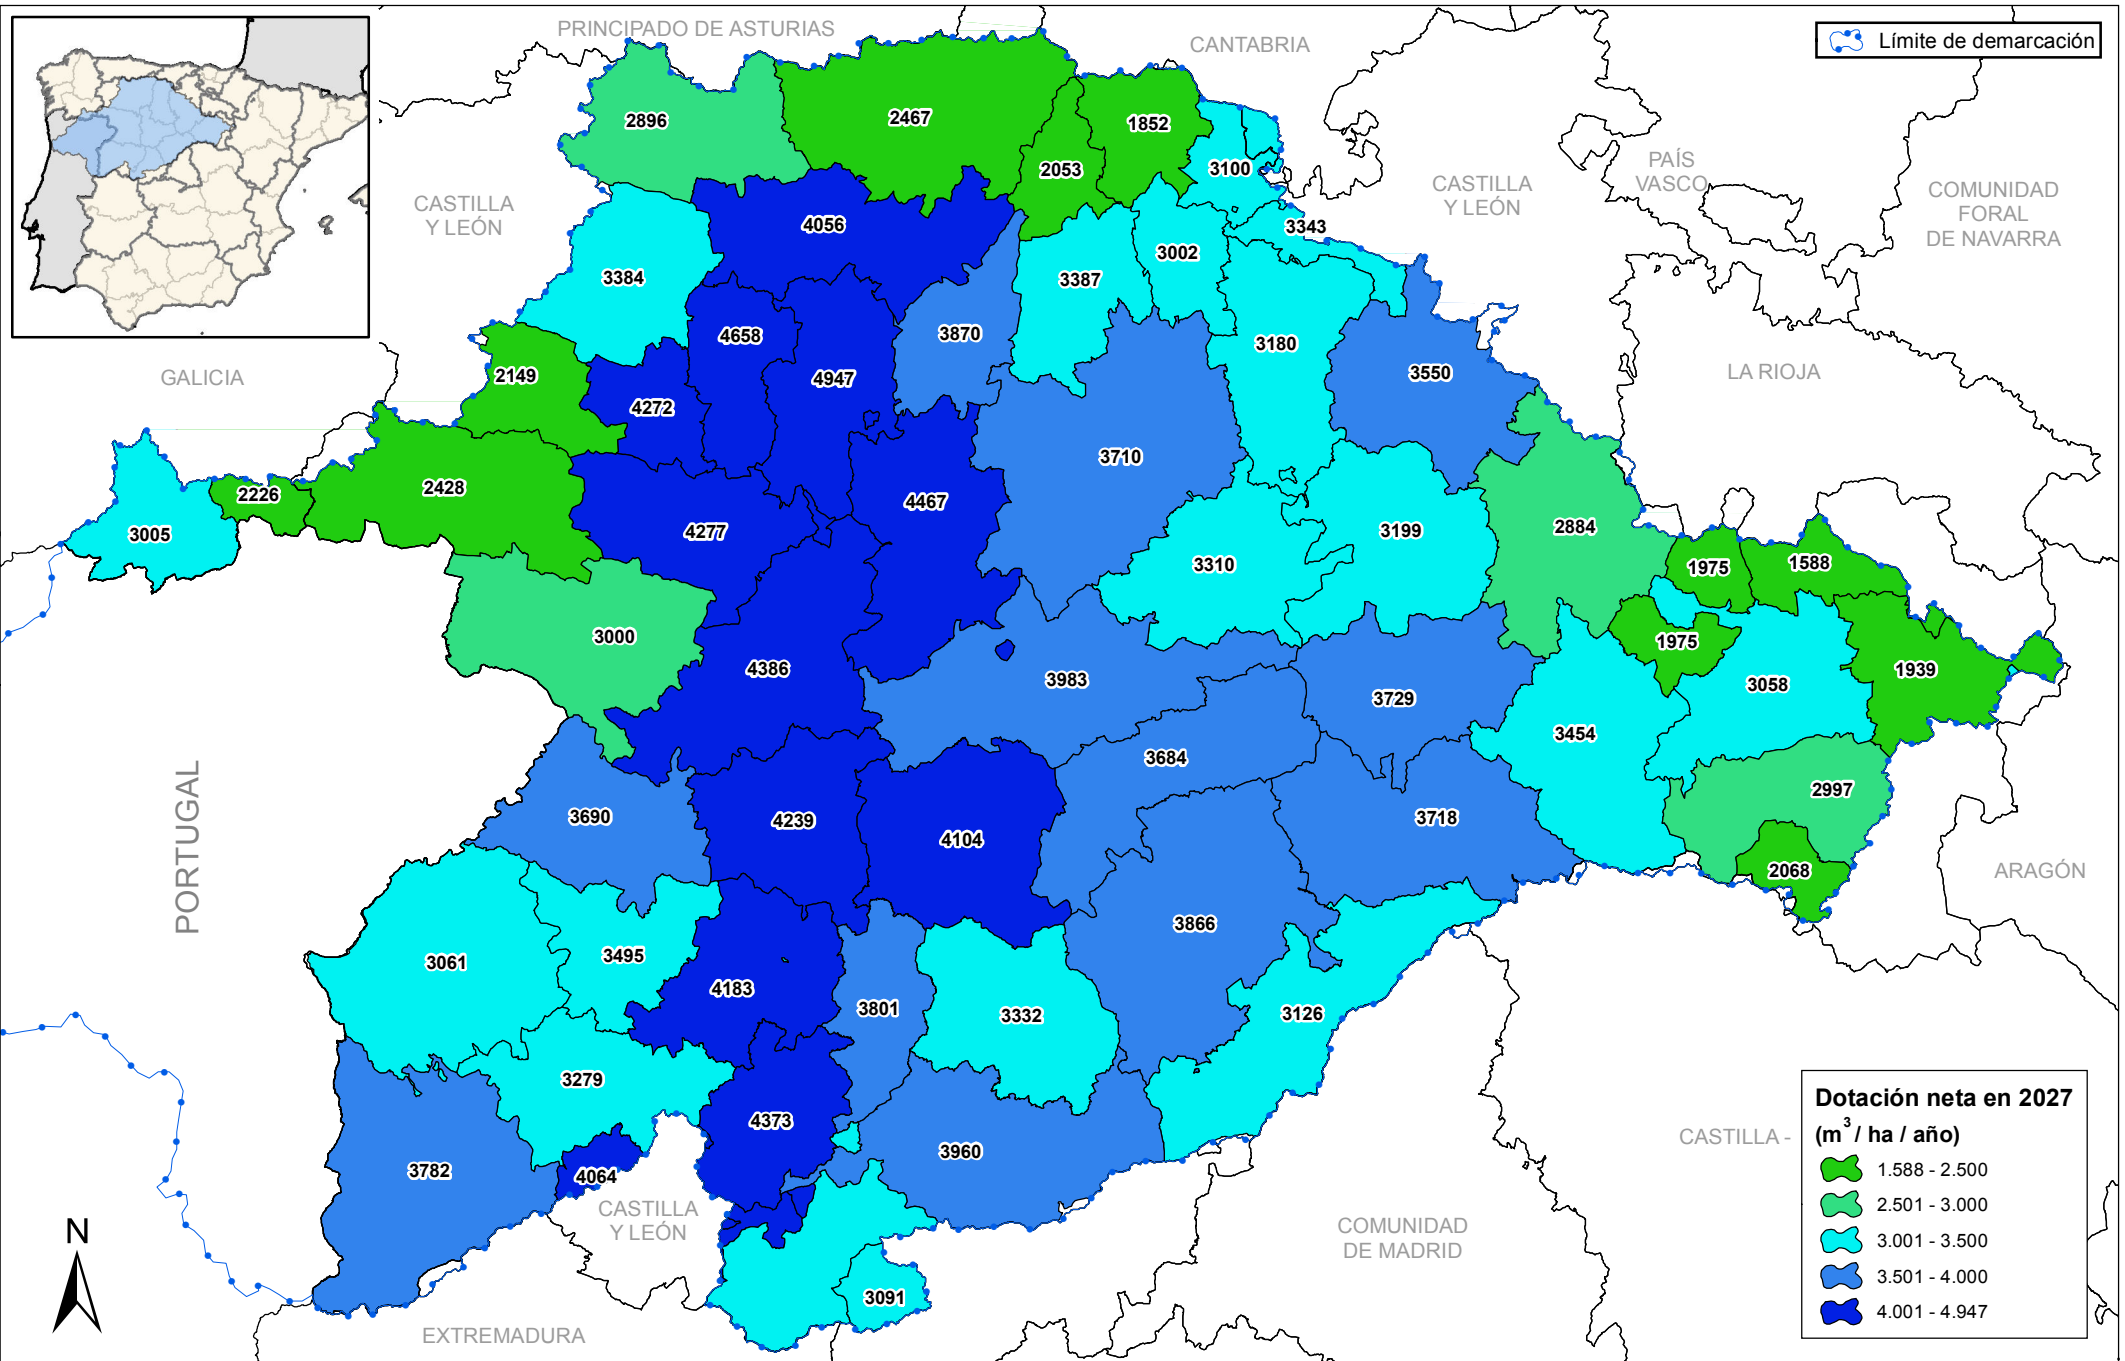 PRINCIPADO DE ASTURIAS
CANTABRIA
Límite de demarcación
2896
2467
1852
2053
3100
PAÍS
VASCO
CASTILLA
Y LEÓN
COMUNIDAD
FORAL
DE NAVARRA
CASTILLA
Y LEÓN
4056
3343
3002
3384
3387
4658
3870
3180
GALICIA
2149
4947
3550
LA RIOJA
4272
3710
2428
2226
4467
3005
4277
3199
2884
3310
1975
1588
3000
1975
4386
3983
3729
3058
1939
3454
3684
2997
PORTUGAL
3690
4239
4104
3718
2068
ARAGÓN
3866
3061
3495
4183
3801
3332
3126
3279
4373
3960
3782
4064
CASTILLA
Y LEÓN
COMUNIDAD
DE MADRID
CASTILLA -
3091
EXTREMADURA
N
Dotación neta en 2027
(m³ / ha / año)
1.588 - 2.500
2.501 - 3.000
3.001 - 3.500
3.501 - 4.000
4.001 - 4.947